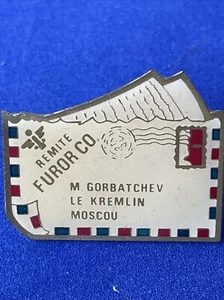 REMITE
FUROR CO.
M. GORBATCHEV
LE KREMLIN
MOSCOU